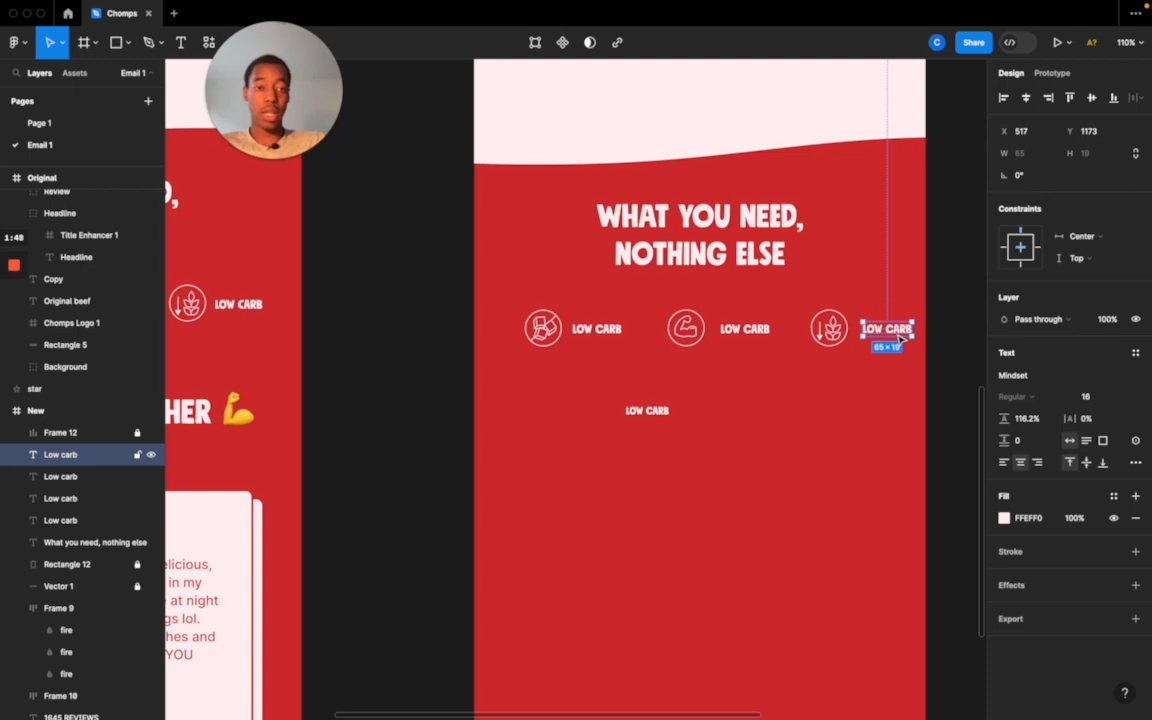 Chomps
Share
A?
110%
Layers
Assets
Email 1
Pages
Page 1
Email 1
Original
Review
Headline
Title Enhancer 1
Headline
1:48
Copy
Original beef
Chomps Logo 1
Rectangle 5
Background
star
New
Frame 12
Low carb
Low carb
Low carb
Low carb
What you need, nothing else
Rectangle 12
Vector 1
Frame 9
fire
fire
fire
Frame 10
1645 REVIEWS
LOW CARB
HER 💪
elicious,
in my
e at night
gs lol.
hes and
YOU
WHAT YOU NEED,
NOTHING ELSE
LOW CARB
LOW CARB
LOW CARB
65 × 19
LOW CARB
Design
Prototype
X 517
Y 1173
W 65
H 19
0°
Constraints
Center
Top
Layer
Pass through
100%
Text
Mindset
Regular
16
116.2%
|A| 0%
0
Fill
FFEFF0
100%
Stroke
Effects
Export
?